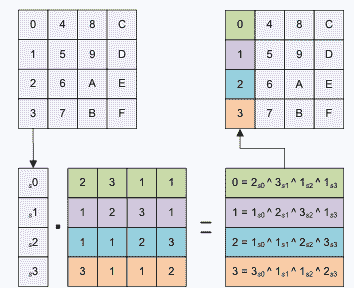 0 4 8 C
1 5 9 D
2 6 A E
3 7 B F
0 4 8 C
1 5 9 D
2 6 A E
3 7 B F
s0
s1
s2
s3
.
2 3 1 1
1 2 3 1
1 1 2 3
3 1 1 2
=
0 = 2s0 ^ 3s1 ^ 1s2 ^ 1s3
1 = 1s0 ^ 2s1 ^ 3s2 ^ 1s3
2 = 1s0 ^ 1s1 ^ 2s2 ^ 3s3
3 = 3s0 ^ 1s1 ^ 1s2 ^ 2s3